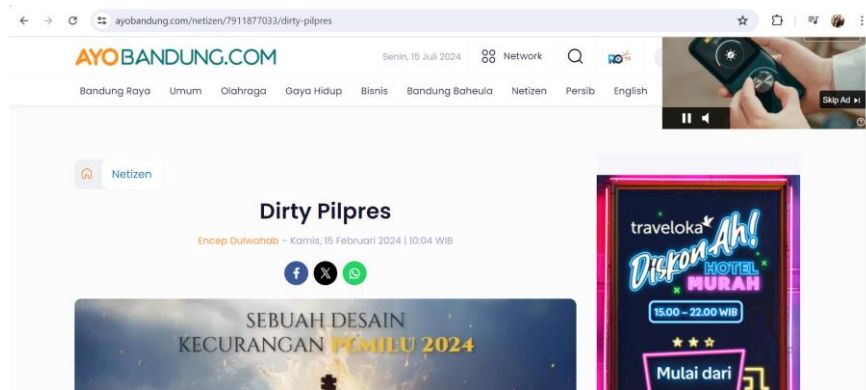 ayobandung.com/netizen/7911877033/dirty-pilpres
AYOBANDUNG.COM
Senin, 15 Juli 2024
Network
Bandung Raya Umum Olahraga Gaya Hidup Bisnis Bandung Baheula Netizen Persib English
Skip Ad
Netizen
Dirty Pilpres
Encep Dulwahab - Kamis, 15 Februari 2024 | 10:04 WIB
SEBUAH DESAIN
KECURANGAN PEMILU 2024
traveloka
Diskon Ah!
HOTEL
MURAH
15.00 – 22.00 WIB
Mulai dari